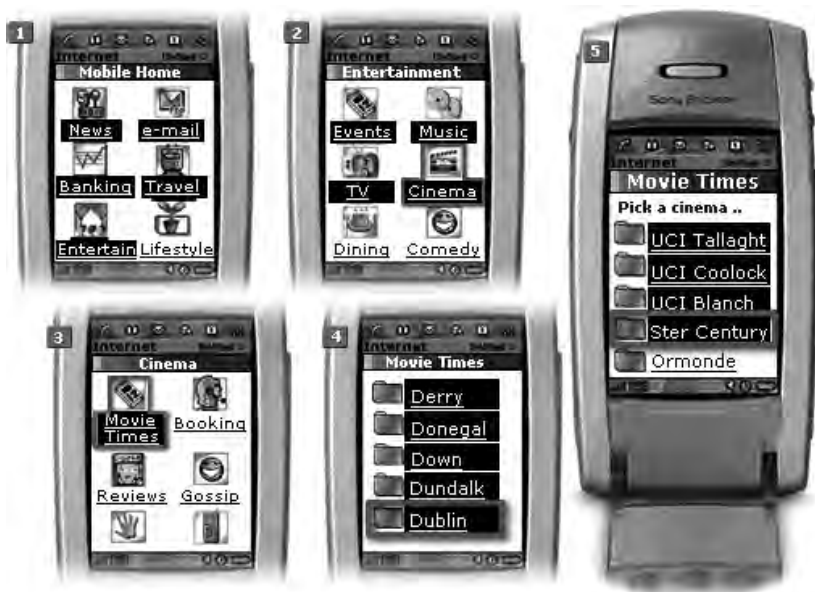 1
Internet
Mobile Home
News
e-mail
Banking
Travel
Entertain
Lifestyle
2
Internet
Entertainment
Events
Music
TV
Cinema
Dining
Comedy
3
Internet
Cinema
Movie
Times
Booking
Reviews
Gossip
4
Internet
Movie Times
Derry
Donegal
Down
Dundalk
Dublin
5
Sony Ericsson
Internet
Movie Times
Pick a cinema ..
UCI Tallaght
UCI Coolock
UCI Blanch
Ster Century
Ormonde